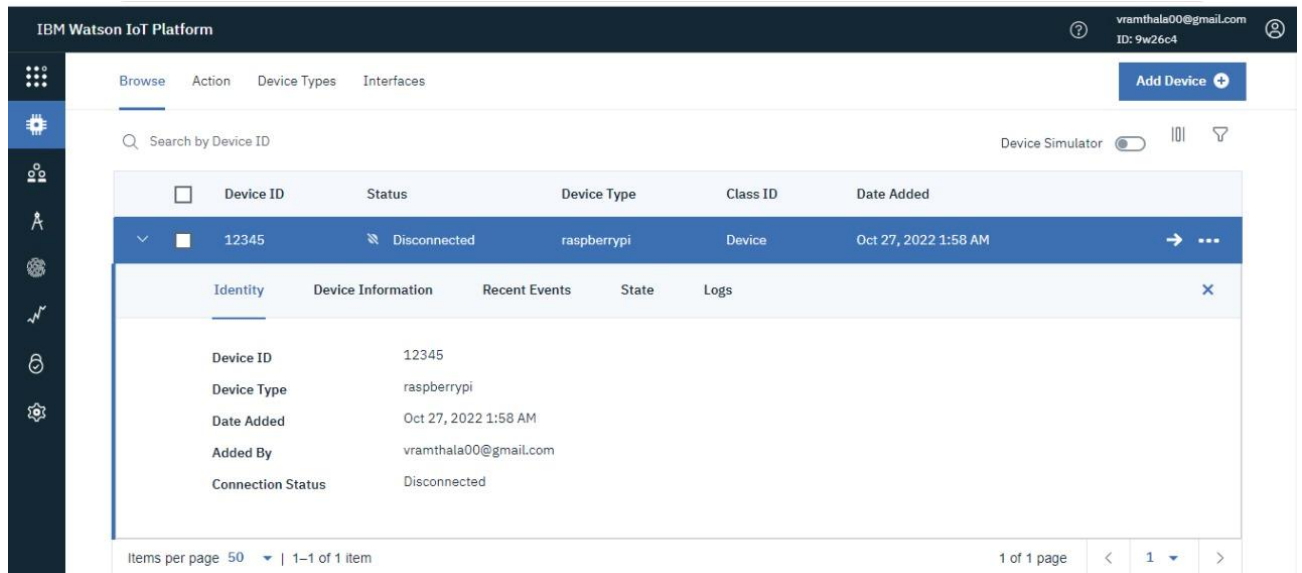 IBM Watson IoT Platform
vramthala00@gmail.com
ID: 9w26c4
Browse Action Device Types Interfaces
Add Device
Search by Device ID
Device Simulator
Device ID Status Device Type Class ID Date Added
12345 Disconnected raspberrypi Device Oct 27, 2022 1:58 AM
Identity Device Information Recent Events State Logs
Device ID 12345
Device Type raspberrypi
Date Added Oct 27, 2022 1:58 AM
Added By vramthala00@gmail.com
Connection Status Disconnected
Items per page 50 | 1–1 of 1 item
1 of 1 page < 1 >